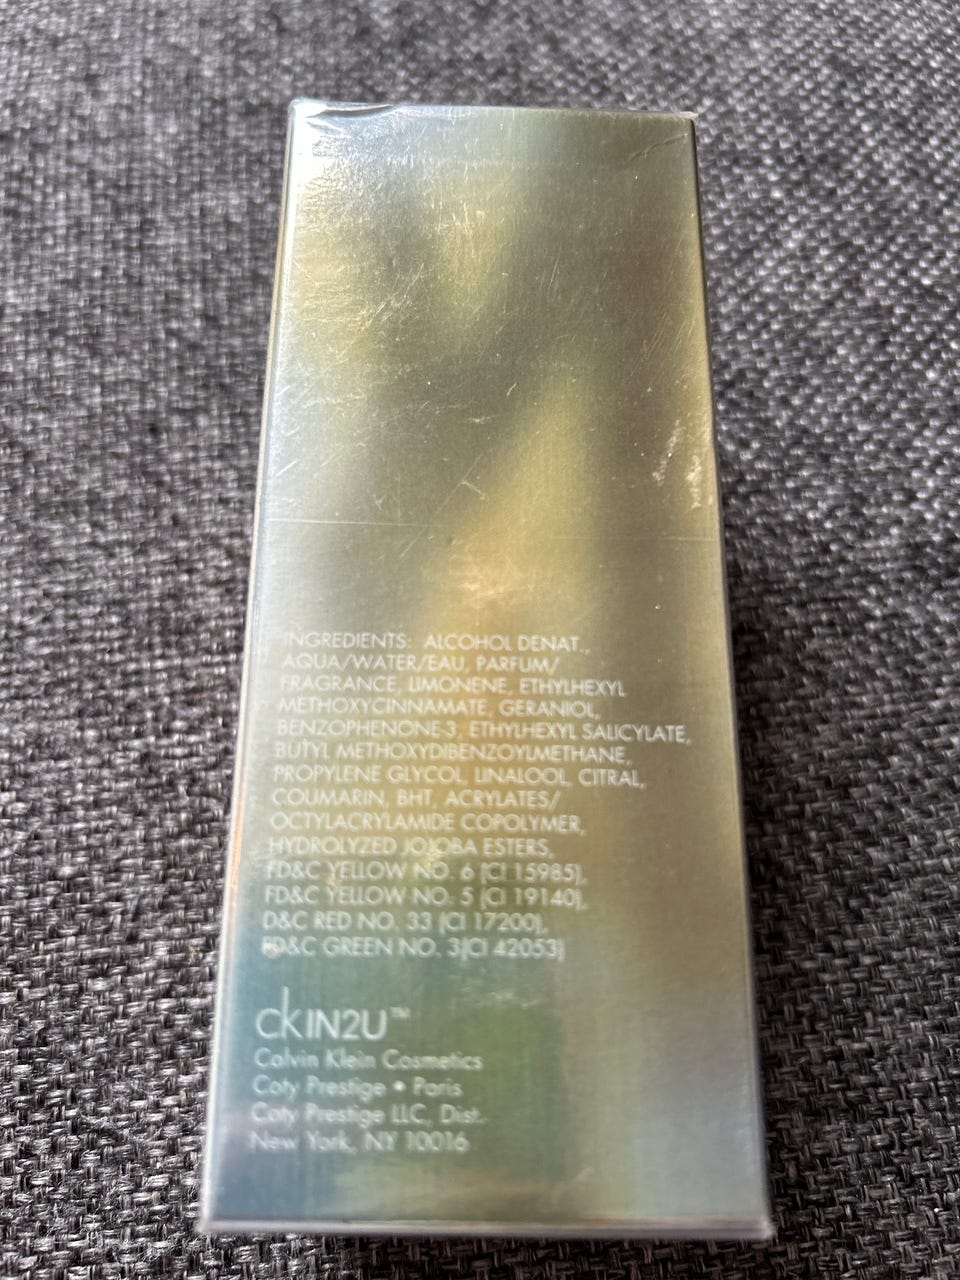 INGREDIENTS: ALCOHOL DENAT.,
AQUA/WATER/EAU, PARFUM/
FRAGRANCE, LIMONENE, ETHYLHEXYL
METHOXYCINNAMATE, GERANIOL,
BENZOPHENONE-3, ETHYLHEXYL SALICYLATE,
BUTYL METHOXYDIBENZOYLMETHANE,
PROPYLENE GLYCOL, LINALOOL, CITRAL,
COUMARIN, BHT, ACRYLATES/
OCTYLACRYLAMIDE COPOLYMER,
HYDROLYZED JOJOBA ESTERS,
FD&C YELLOW NO. 6 (CI 15985),
FD&C YELLOW NO. 5 (CI 19140),
D&C RED NO. 33 (CI 17200),
FD&C GREEN NO. 3(CI 42053)
ck IN2U™
Calvin Klein Cosmetics
Coty Prestige • Paris
Coty Prestige LLC, Dist.
New York, NY 10016